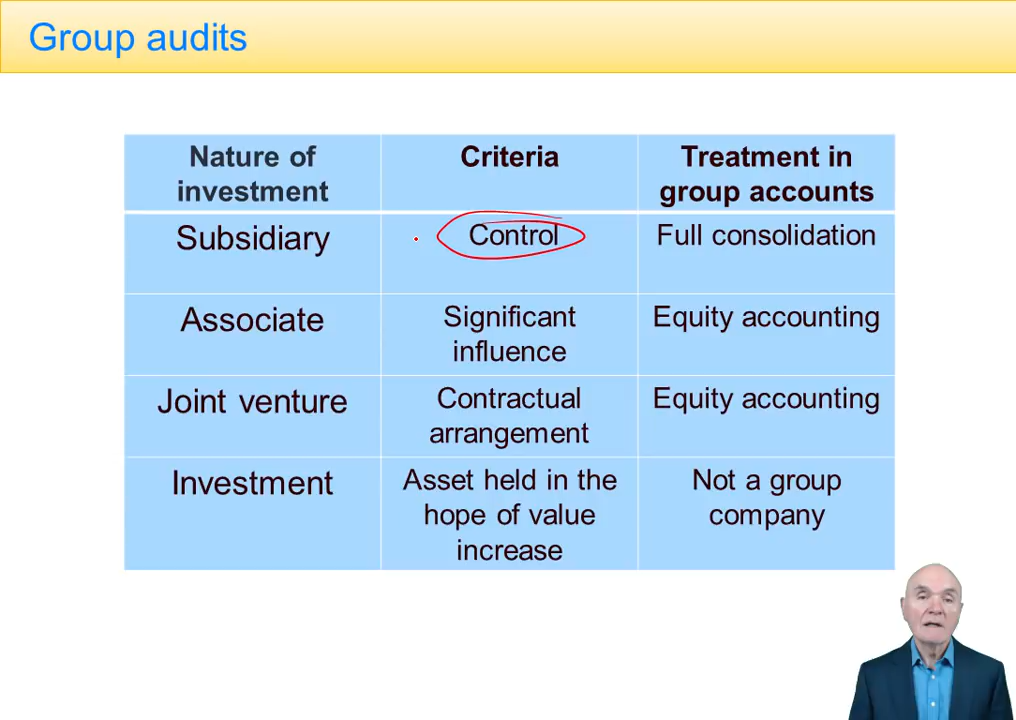 Group audits
Nature of
investment
Criteria
Treatment in
group accounts
Subsidiary
Control
Full consolidation
Associate
Significant
influence
Equity accounting
Joint venture
Contractual
arrangement
Equity accounting
Investment
Asset held in the
hope of value
increase
Not a group
company